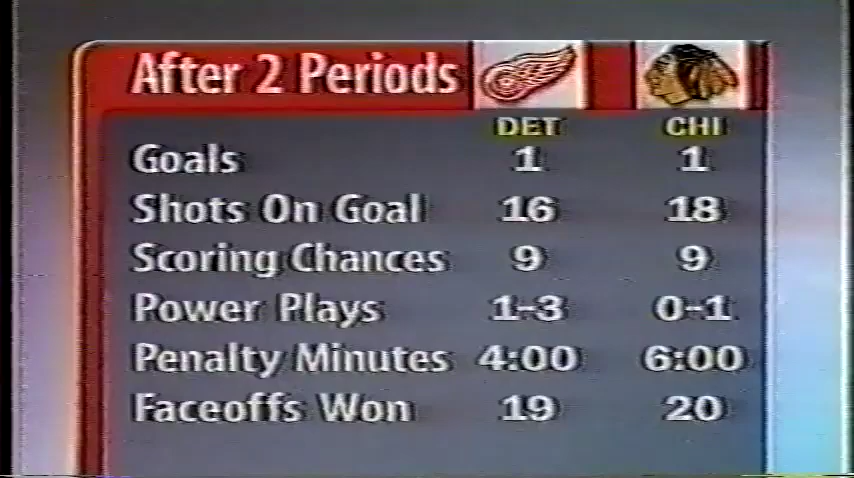 After 2 Periods
DET CHI
Goals 1 1
Shots On Goal 16 18
Scoring Chances 9 9
Power Plays 1-3 0-1
Penalty Minutes 4:00 6:00
Faceoffs Won 19 20